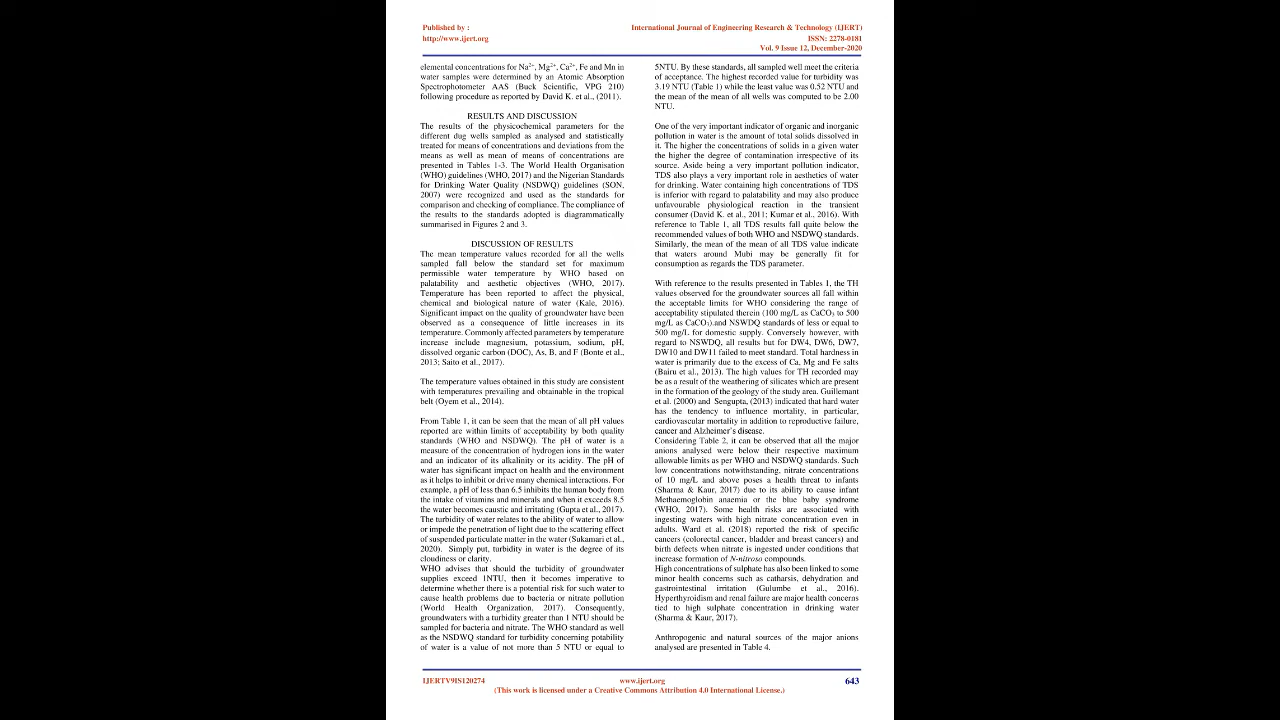 Published by :
http://www.ijert.org
International Journal of Engineering Research & Technology (IJERT)
ISSN: 2278-0181
Vol. 9 Issue 12, December-2020
elemental concentrations for Na²⁺, Mg²⁺, Ca²⁺, Fe and Mn in
water samples were determined by an Atomic Absorption
Spectrophotometer AAS (Buck Scientific, VPG 210)
following procedure as reported by David K. et al., (2011).
RESULTS AND DISCUSSION
The results of the physicochemical parameters for the
different dug wells sampled as analysed and statistically
treated for means of concentrations and deviations from the
means as well as mean of means of concentrations are
presented in Tables 1-3. The World Health Organisation
(WHO) guidelines (WHO, 2017) and the Nigerian Standards
for Drinking Water Quality (NSDWQ) guidelines (SON,
2007) were recognized and used as the standards for
comparison and checking of compliance. The compliance of
the results to the standards adopted is diagrammatically
summarised in Figures 2 and 3.
DISCUSSION OF RESULTS
The mean temperature values recorded for all the wells
sampled fall below the standard set for maximum
permissible water temperature by WHO based on
palatability and aesthetic objectives (WHO, 2017).
Temperature has been reported to affect the physical,
chemical and biological nature of water (Kale, 2016).
Significant impact on the quality of groundwater have been
observed as a consequence of little increases in its
temperature. Commonly affected parameters by temperature
increase include magnesium, potassium, sodium, pH,
dissolved organic carbon (DOC), As, B, and F (Bonte et al.,
2013; Saito et al., 2017).
The temperature values obtained in this study are consistent
with temperatures prevailing and obtainable in the tropical
belt (Oyem et al., 2014).
From Table 1, it can be seen that the mean of all pH values
reported are within limits of acceptability by both quality
standards (WHO and NSDWQ). The pH of water is a
measure of the concentration of hydrogen ions in the water
and an indicator of its alkalinity or its acidity. The pH of
water has significant impact on health and the environment
as it helps to inhibit or drive many chemical interactions. For
example, a pH of less than 6.5 inhibits the human body from
the intake of vitamins and minerals and when it exceeds 8.5
the water becomes caustic and irritating (Gupta et al., 2017).
The turbidity of water relates to the ability of water to allow
or impede the penetration of light due to the scattering effect
of suspended particulate matter in the water (Sukamari et al.,
2020). Simply put, turbidity in water is the degree of its
cloudiness or clarity.
WHO advises that should the turbidity of groundwater
supplies exceed 1NTU, then it becomes imperative to
determine whether there is a potential risk for such water to
cause health problems due to bacteria or nitrate pollution
(World Health Organization, 2017). Consequently,
groundwaters with a turbidity greater than 1 NTU should be
sampled for bacteria and nitrate. The WHO standard as well
as the NSDWQ standard for turbidity concerning potability
of water is a value of not more than 5 NTU or equal to
5NTU. By these standards, all sampled well meet the criteria
of acceptance. The highest recorded value for turbidity was
3.19 NTU (Table 1) while the least value was 0.52 NTU and
the mean of the mean of all wells was computed to be 2.00
NTU.
One of the very important indicator of organic and inorganic
pollution in water is the amount of total solids dissolved in
it. The higher the concentrations of solids in a given water
the higher the degree of contamination irrespective of its
source. Aside being a very important pollution indicator,
TDS also plays a very important role in aesthetics of water
for drinking. Water containing high concentrations of TDS
is inferior with regard to palatability and may also produce
unfavourable physiological reaction in the transient
consumer (David K. et al., 2011; Kumar et al., 2016). With
reference to Table 1, all TDS results fall quite below the
recommended values of both WHO and NSDWQ standards.
Similarly, the mean of the mean of all TDS value indicate
that waters around Mubi may be generally fit for
consumption as regards the TDS parameter.
With reference to the results presented in Tables 1, the TH
values observed for the groundwater sources all fall within
the acceptable limits for WHO considering the range of
acceptability stipulated therein (100 mg/L as CaCO₃ to 500
mg/L as CaCO₃).and NSWDQ standards of less or equal to
500 mg/L for domestic supply. Conversely however, with
regard to NSWDQ, all results but for DW4, DW6, DW7,
DW10 and DW11 failed to meet standard. Total hardness in
water is primarily due to the excess of Ca, Mg and Fe salts
(Bairu et al., 2013). The high values for TH recorded may
be as a result of the weathering of silicates which are present
in the formation of the geology of the study area. Guillemant
et al. (2000) and Sengupta, (2013) indicated that hard water
has the tendency to influence mortality, in particular,
cardiovascular mortality in addition to reproductive failure,
cancer and Alzheimer's disease.
Considering Table 2, it can be observed that all the major
anions analysed were below their respective maximum
allowable limits as per WHO and NSDWQ standards. Such
low concentrations notwithstanding, nitrate concentrations
of 10 mg/L and above poses a health threat to infants
(Sharma & Kaur, 2017) due to its ability to cause infant
Methaemoglobin anaemia or the blue baby syndrome
(WHO, 2017). Some health risks are associated with
ingesting waters with high nitrate concentration even in
adults. Ward et al. (2018) reported the risk of specific
cancers (colorectal cancer, bladder and breast cancers) and
birth defects when nitrate is ingested under conditions that
increase formation of N-nitroso compounds.
High concentrations of sulphate has also been linked to some
minor health concerns such as catharsis, dehydration and
gastrointestinal irritation (Gulumbe et al., 2016).
Hyperthyroidism and renal failure are major health concerns
tied to high sulphate concentration in drinking water
(Sharma & Kaur, 2017).
Anthropogenic and natural sources of the major anions
analysed are presented in Table 4.
IJERTV9IS120274
www.ijert.org
643
(This work is licensed under a Creative Commons Attribution 4.0 International License.)